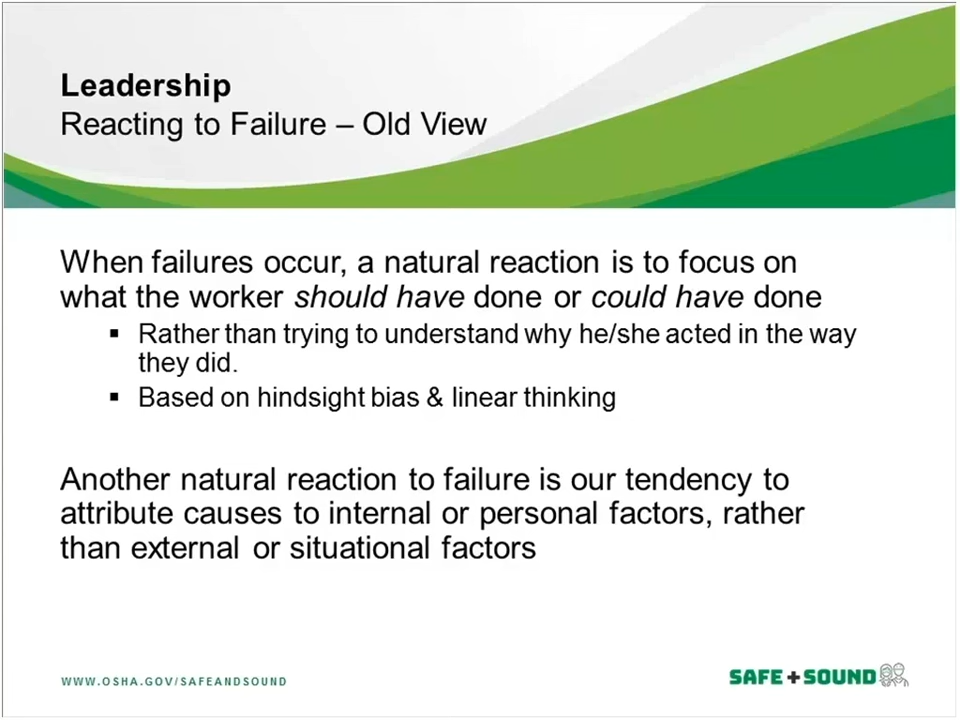 Leadership
Reacting to Failure – Old View
When failures occur, a natural reaction is to focus on
what the worker should have done or could have done
▪ Rather than trying to understand why he/she acted in the way
they did.
▪ Based on hindsight bias & linear thinking
Another natural reaction to failure is our tendency to
attribute causes to internal or personal factors, rather
than external or situational factors
WWW.OSHA.GOV/SAFEANDSOUND
SAFE + SOUND